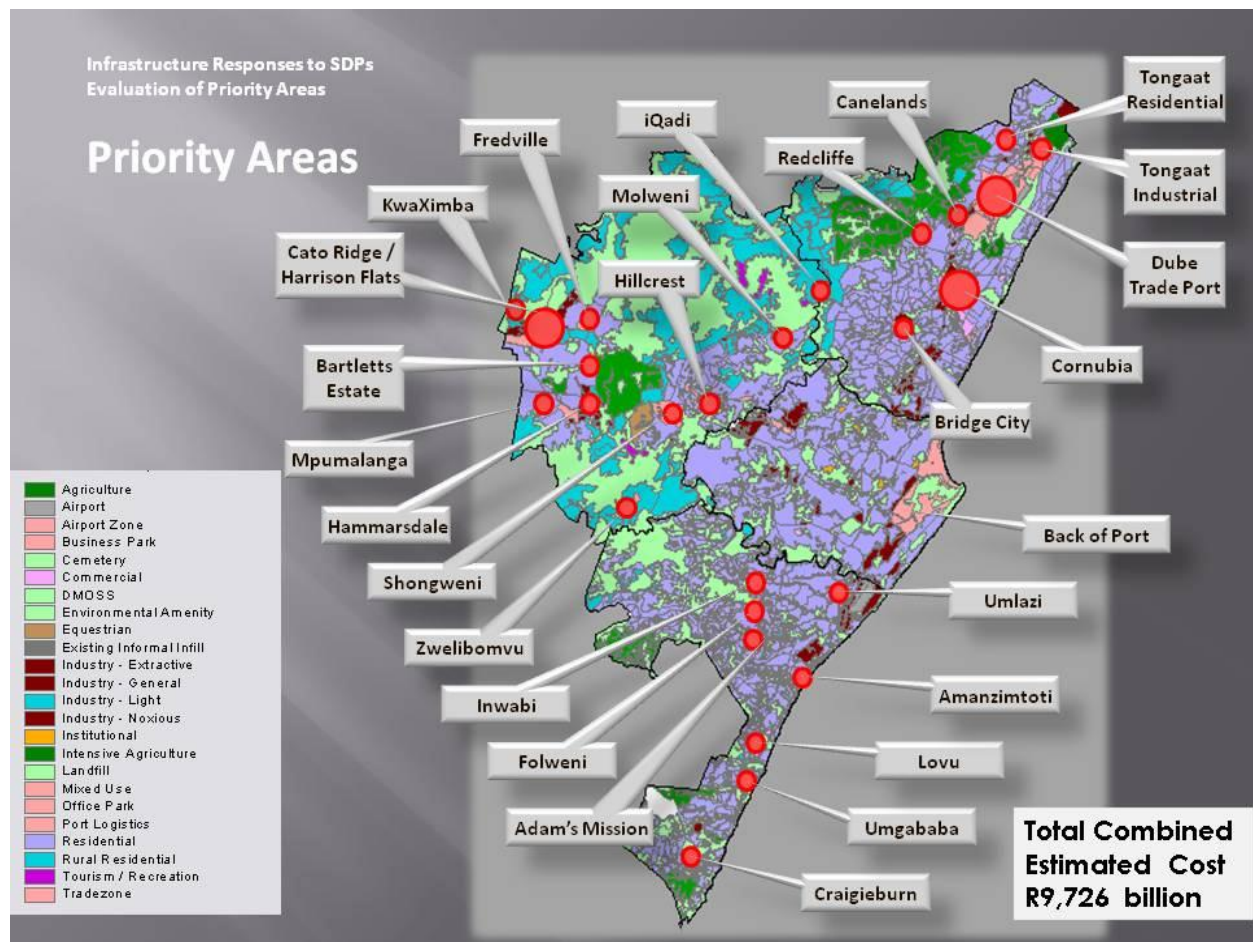 Infrastructure Responses to SDPs
Evaluation of Priority Areas
Priority Areas
Tongaat
Residential
Canelands
iQadi
Fredville
Redcliffe
Tongaat
Industrial
Molweni
KwaXimba
Cato Ridge /
Harrison Flats
Hillcrest
Dube
Trade Port
Bartletts
Estate
Cornubia
Bridge City
Mpumalanga
Hammarsdale
Back of Port
Shongweni
Umlazi
Zwelibomvu
Inwabi
Amanzimtoti
Folweni
Lovu
Adam's Mission
Umgababa
Craigieburn
Agriculture
Airport
Airport Zone
Business Park
Cemetery
Commercial
DMOSS
Environmental Amenity
Equestrian
Existing Informal Infill
Industry - Extractive
Industry - General
Industry - Light
Industry - Noxious
Institutional
Intensive Agriculture
Landfill
Mixed Use
Office Park
Port Logistics
Residential
Rural Residential
Tourism / Recreation
Tradezone
Total Combined
Estimated Cost
R9,726 billion